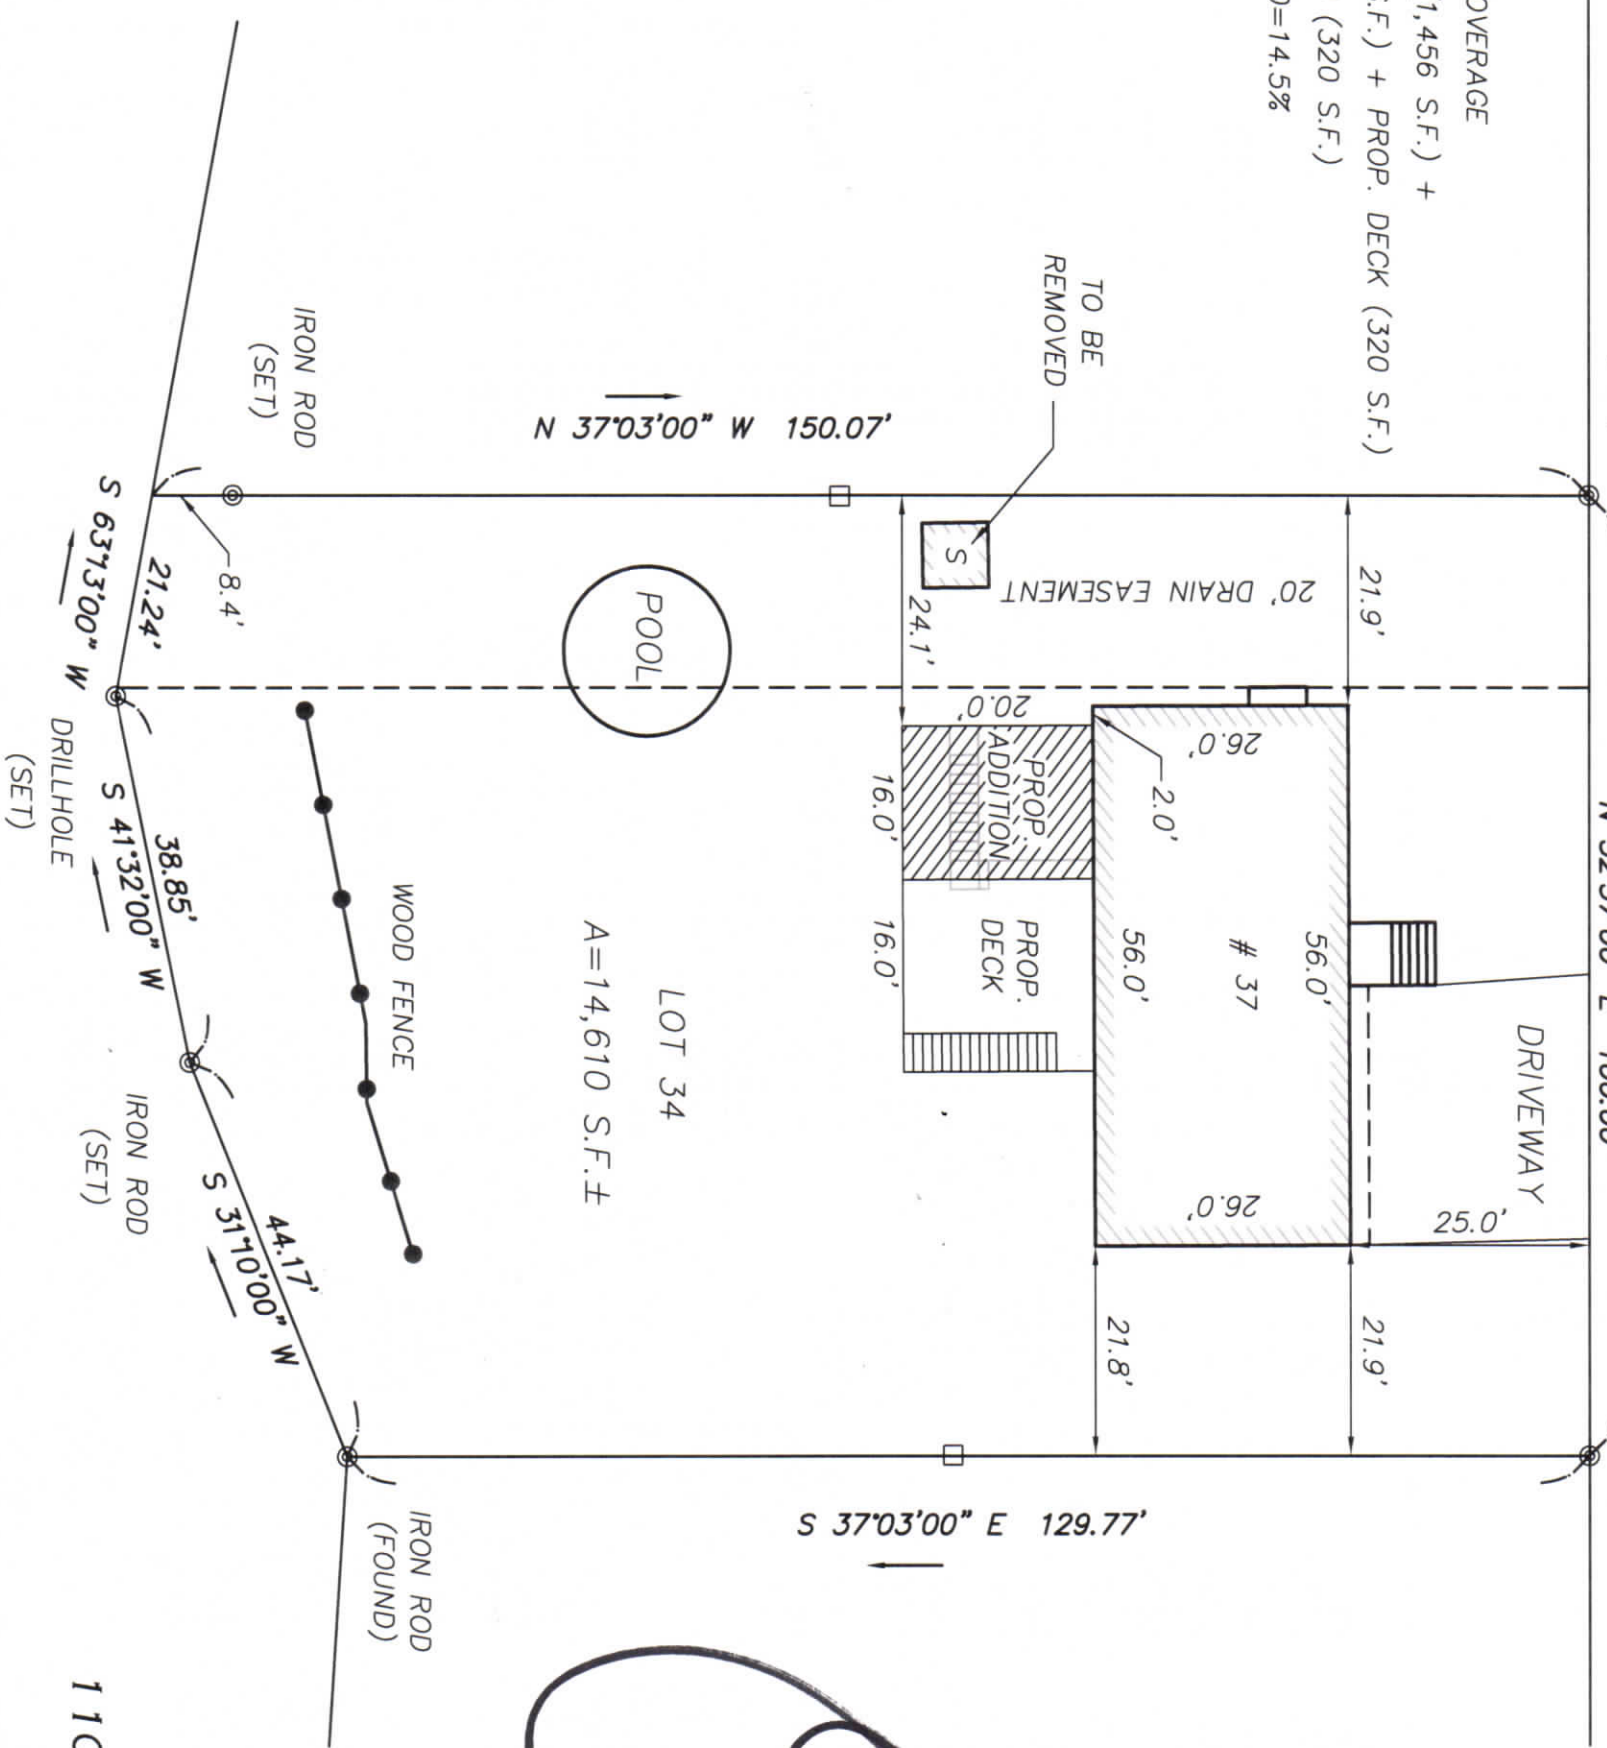 OVERAGE
1,456 S.F.) +
.F.) + PROP. DECK (320 S.F.)
(320 S.F.)
)=14.5%
TO BE
REMOVED
N 37°03'00" W 150.07'
IRON ROD
(SET)
8.4'
21.24'
S 63°13'00" W
DRILLHOLE
(SET)
38.85'
S 41°32'00" W
IRON ROD
(SET)
44.17'
S 31°10'00" W
IRON ROD
(FOUND)
S 37°03'00" E 129.77'
S
20' DRAIN EASEMENT
21.9'
24.1'
POOL
20.0'
PROP.
ADDITION
16.0'
2.0'
26.0'
PROP.
DECK
16.0'
56.0'
# 37
56.0'
26.0'
DRIVEWAY
25.0'
21.9'
21.8'
LOT 34
A=14,610 S.F.±
WOOD FENCE
110